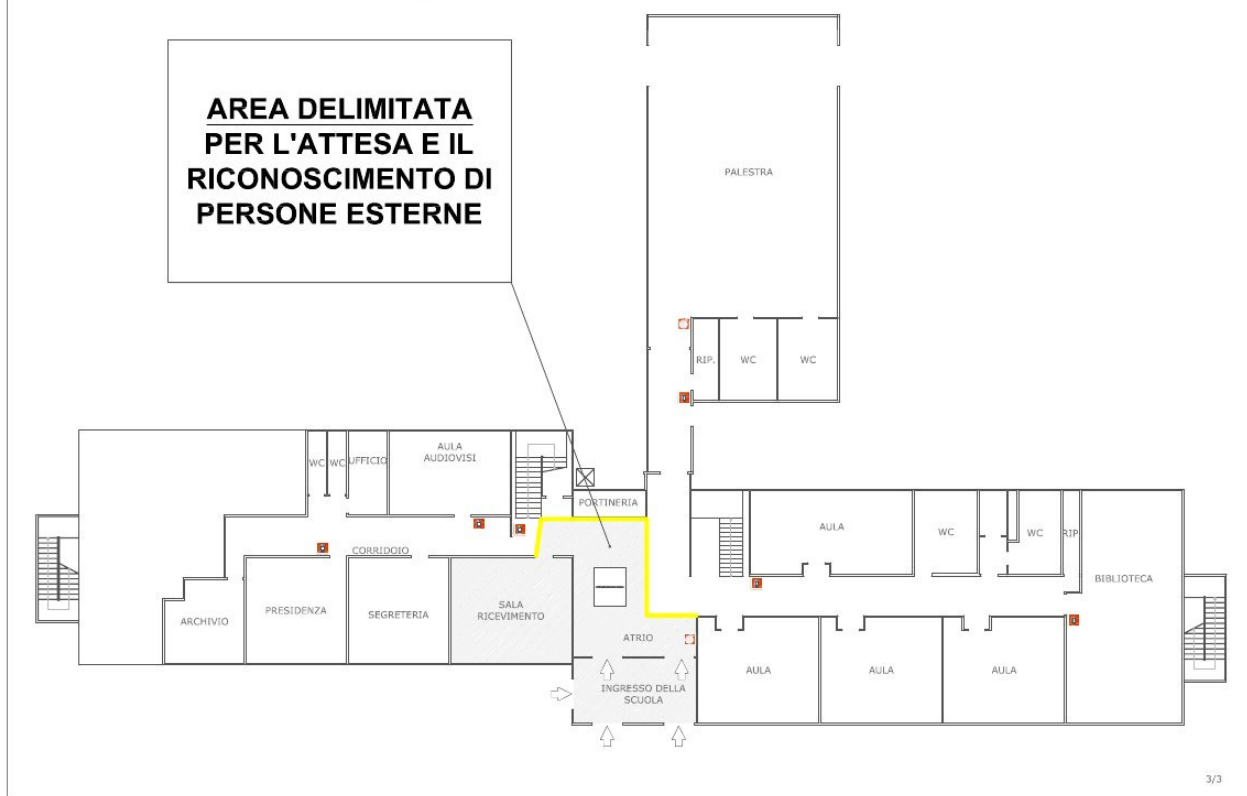 AREA DELIMITATA
PER L'ATTESA E IL
RICONOSCIMENTO DI
PERSONE ESTERNE
PALESTRA
RIP.
WC
WC
AULA
AUDIOVISI
WC
WC
UFFICIO
PORTINERIA
CORRIDOIO
AULA
WC
WC
RIP
BIBLIOTECA
ARCHIVIO
PRESIDENZA
SEGRETERIA
SALA
RICEVIMENTO
ATRIO
INGRESSO DELLA
SCUOLA
AULA
AULA
AULA
3/3